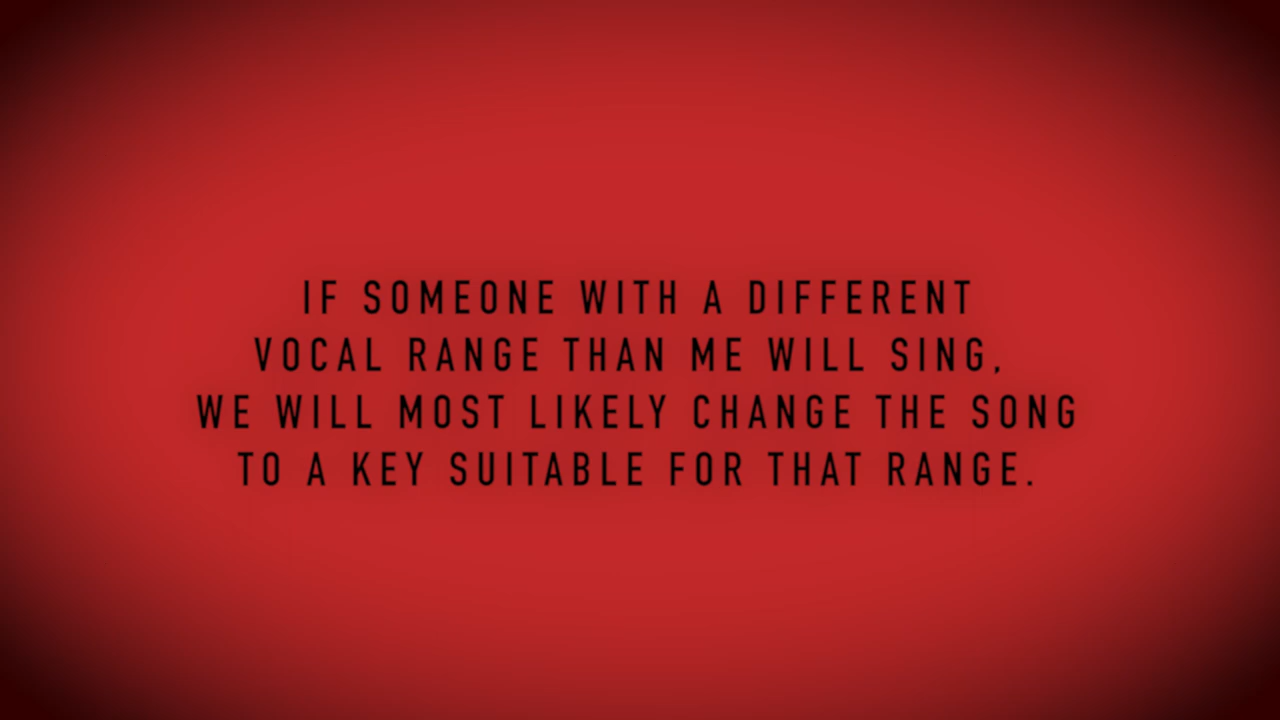 IF SOMEONE WITH A DIFFERENT
VOCAL RANGE THAN ME WILL SING,
WE WILL MOST LIKELY CHANGE THE SONG
TO A KEY SUITABLE FOR THAT RANGE.